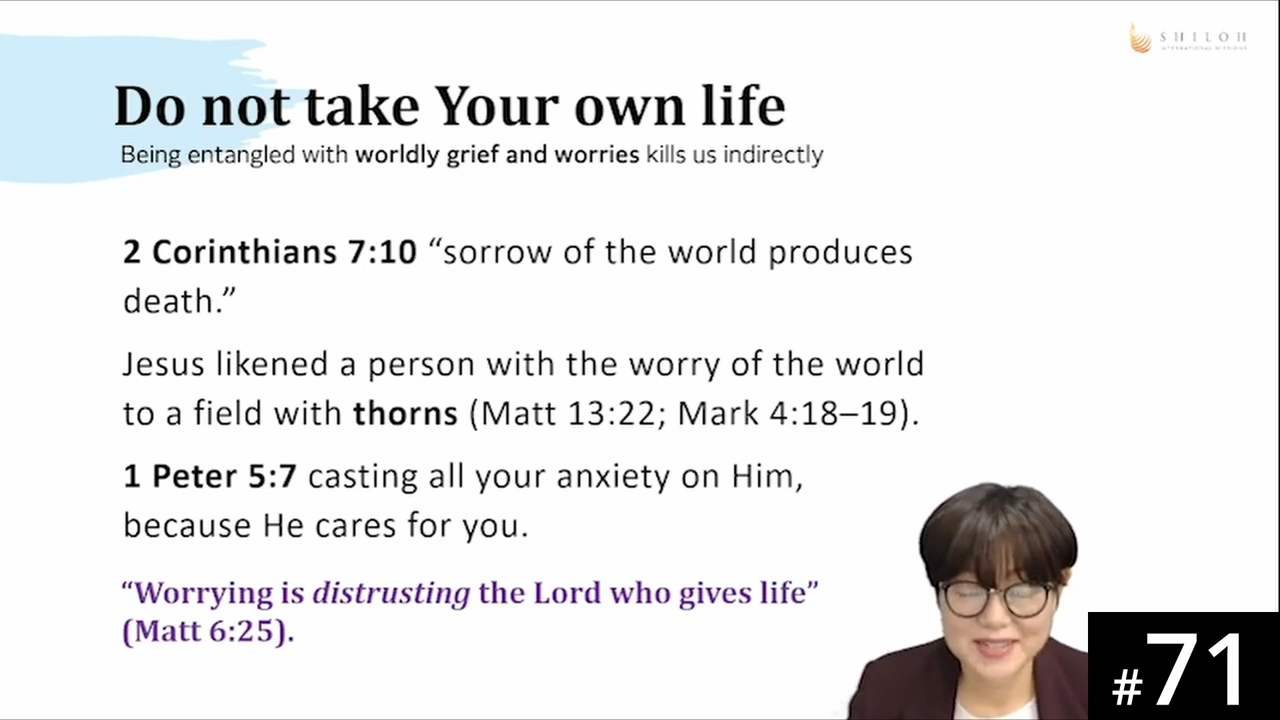 SHILOH
INTERNATIONAL MISSIONS
Do not take Your own life
Being entangled with worldly grief and worries kills us indirectly
2 Corinthians 7:10 “sorrow of the world produces
death.”
Jesus likened a person with the worry of the world
to a field with thorns (Matt 13:22; Mark 4:18–19).
1 Peter 5:7 casting all your anxiety on Him,
because He cares for you.
“Worrying is distrusting the Lord who gives life”
(Matt 6:25).
#71